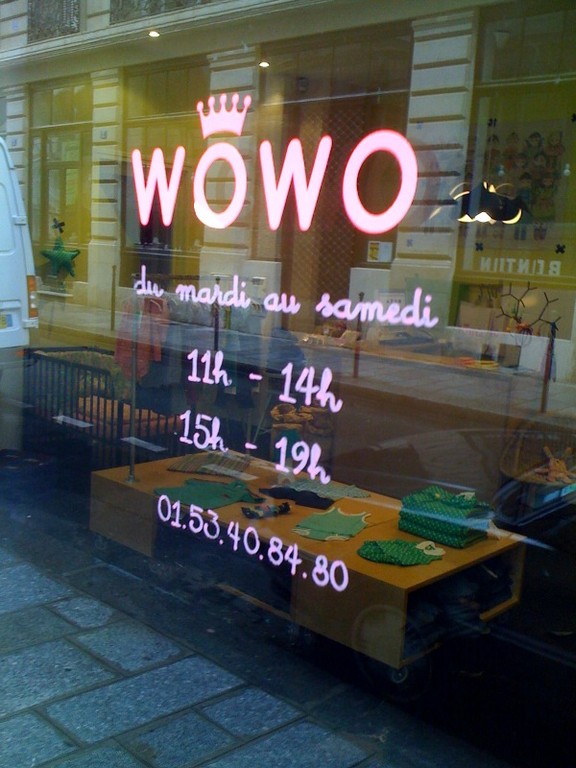 WOWO
du mardi au samedi
11h - 14h
15h - 19h
01.53.40.84.80